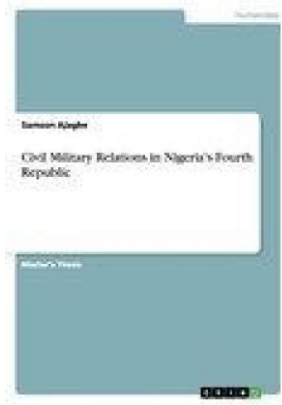 Samson Ajagbe
Civil Military Relations in Nigeria's Fourth
Republic
Master's Thesis
GRIN